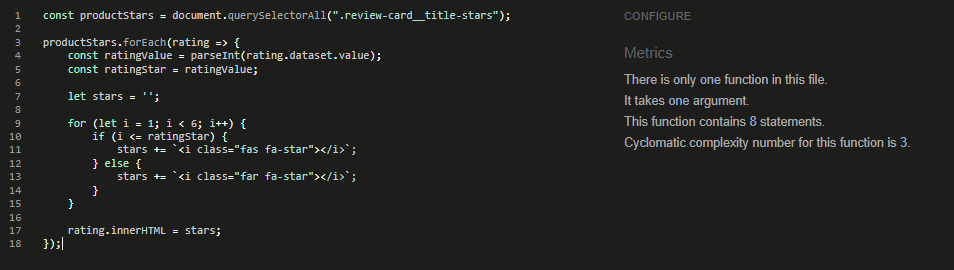 1 const productStars = document.querySelectorAll(".review-card__title-stars");
2
3 productStars.forEach(rating => {
4     const ratingValue = parseInt(rating.dataset.value);
5     const ratingStar = ratingValue;
6
7     let stars = '';
8
9     for (let i = 1; i < 6; i++) {
10         if (i <= ratingStar) {
11             stars += `<i class="fas fa-star"></i>`;
12         } else {
13             stars += `<i class="far fa-star"></i>`;
14         }
15     }
16
17     rating.innerHTML = stars;
18 });
CONFIGURE
Metrics
There is only one function in this file.
It takes one argument.
This function contains 8 statements.
Cyclomatic complexity number for this function is 3.